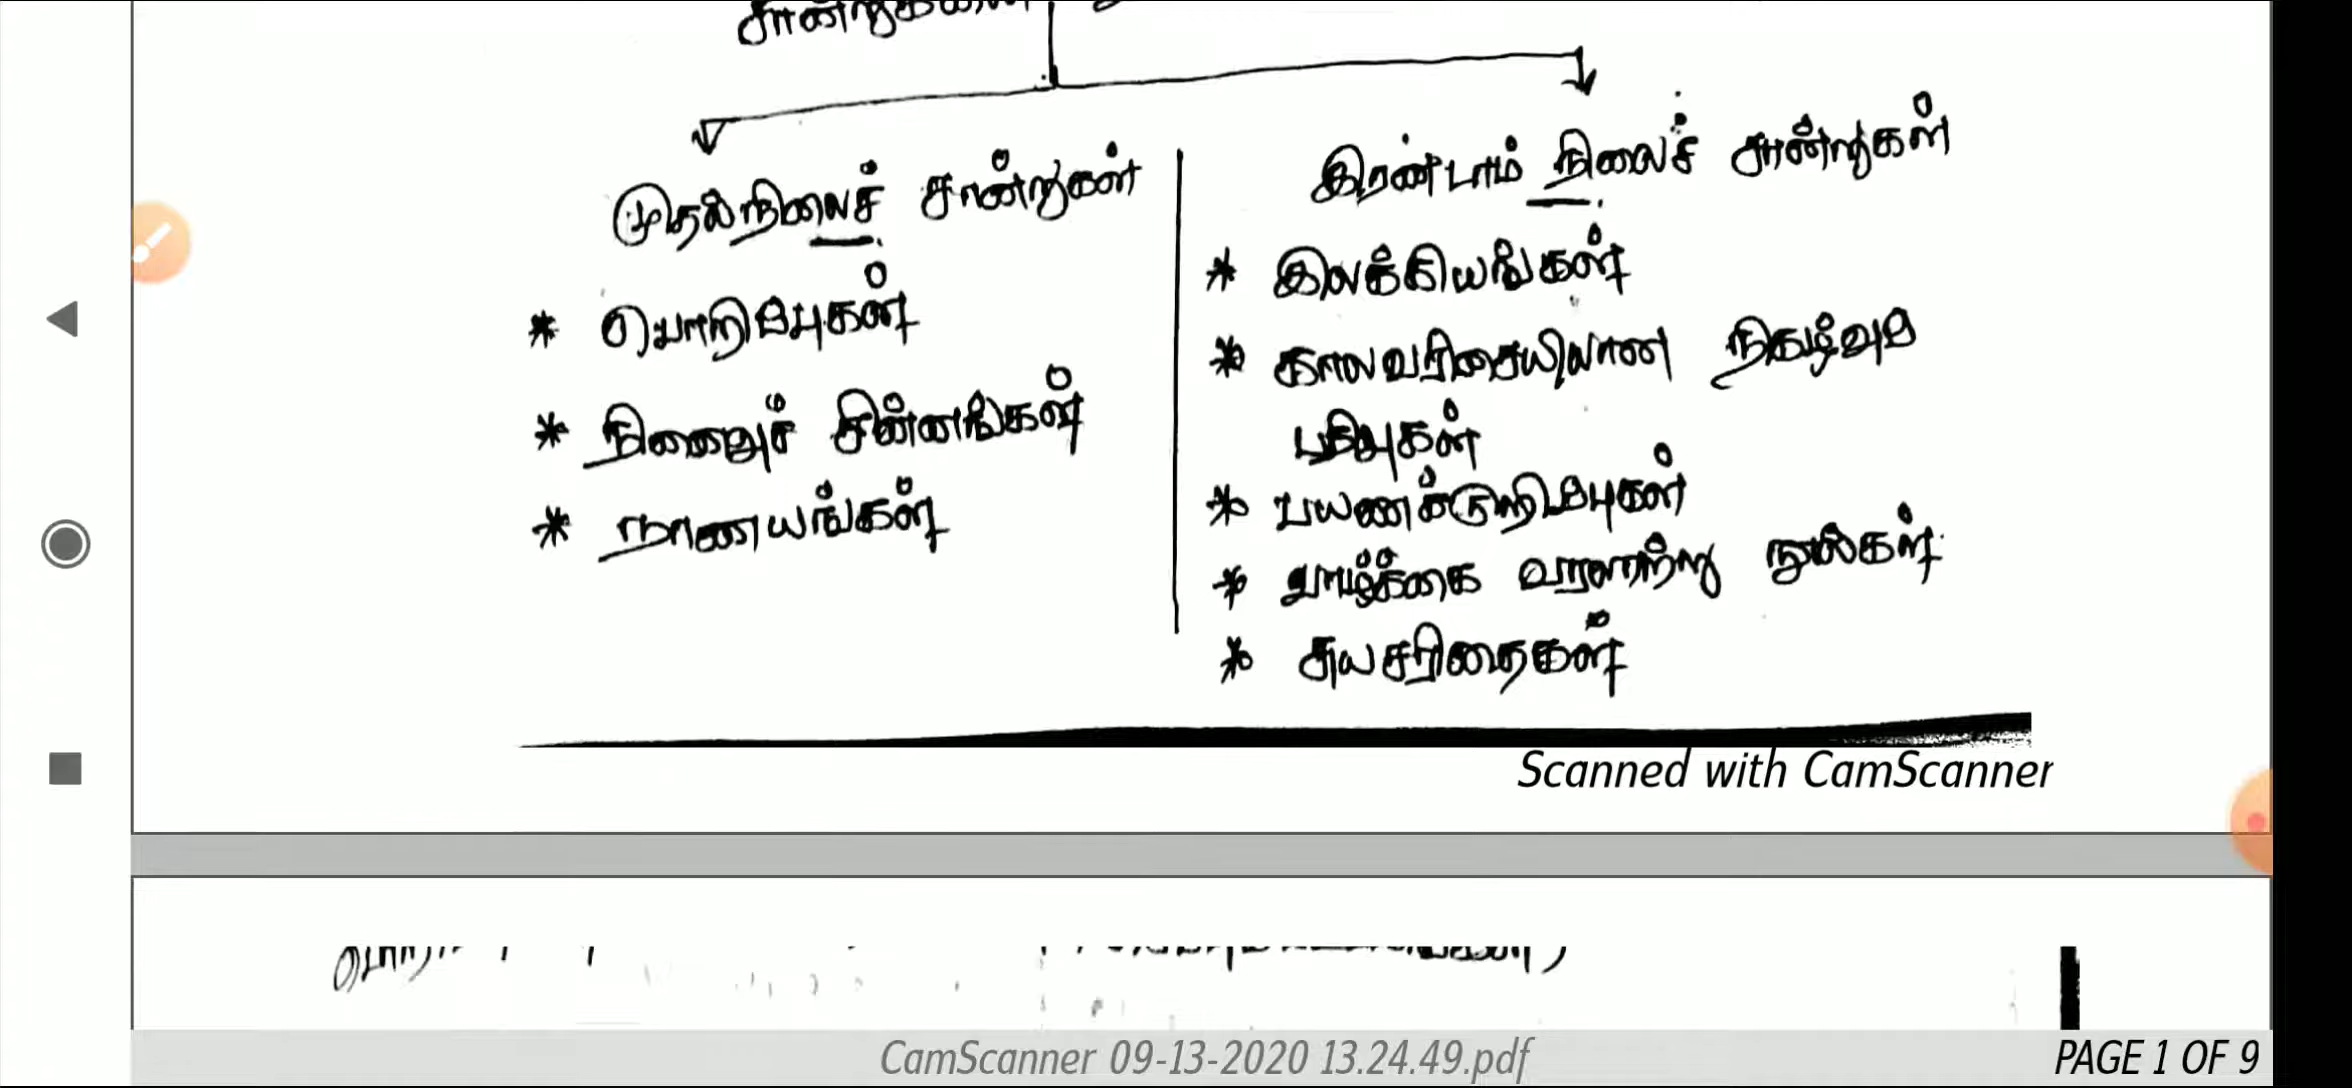 முதல்நிலைச் சான்றுகள்
* பொறிப்புகள்
* நினைவுச் சின்னங்கள்
* நாணயங்கள்
இரண்டாம் நிலைச் சான்றுகள்
* இலக்கியங்கள்
* காலவரிசையிலான நிகழ்வுப்
பதிவுகள்
* பயணக்குறிப்புகள்
* வாழ்க்கை வரலாற்று நூல்கள்
* சுயசரிதைகள்
Scanned with CamScanner
CamScanner 09-13-2020 13.24.49.pdf
PAGE 1 OF 9